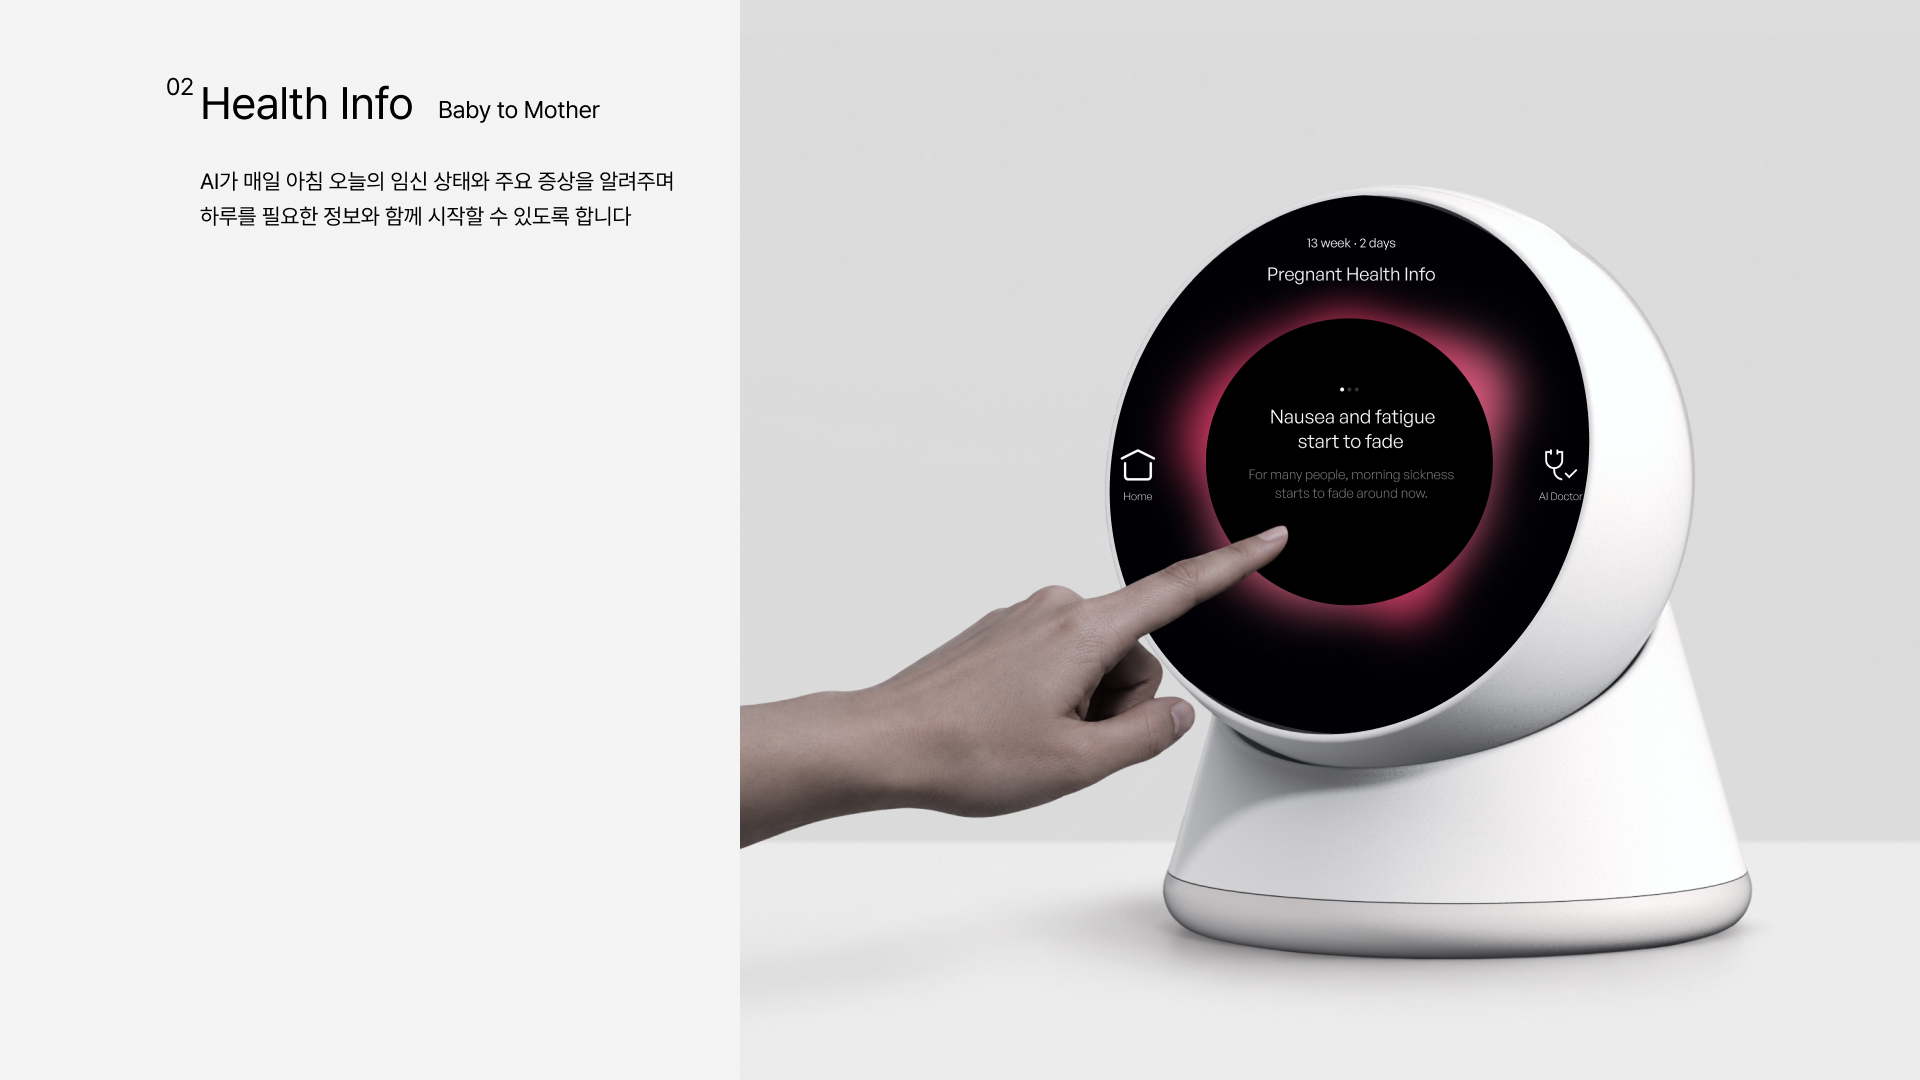 02
Health Info
Baby to Mother
AI가 매일 아침 오늘의 임신 상태와 주요 증상을 알려주며
하루를 필요한 정보와 함께 시작할 수 있도록 합니다
13 week · 2 days
Pregnant Health Info
Nausea and fatigue
start to fade
For many people, morning sickness
starts to fade around now.
Home
AI Doctor